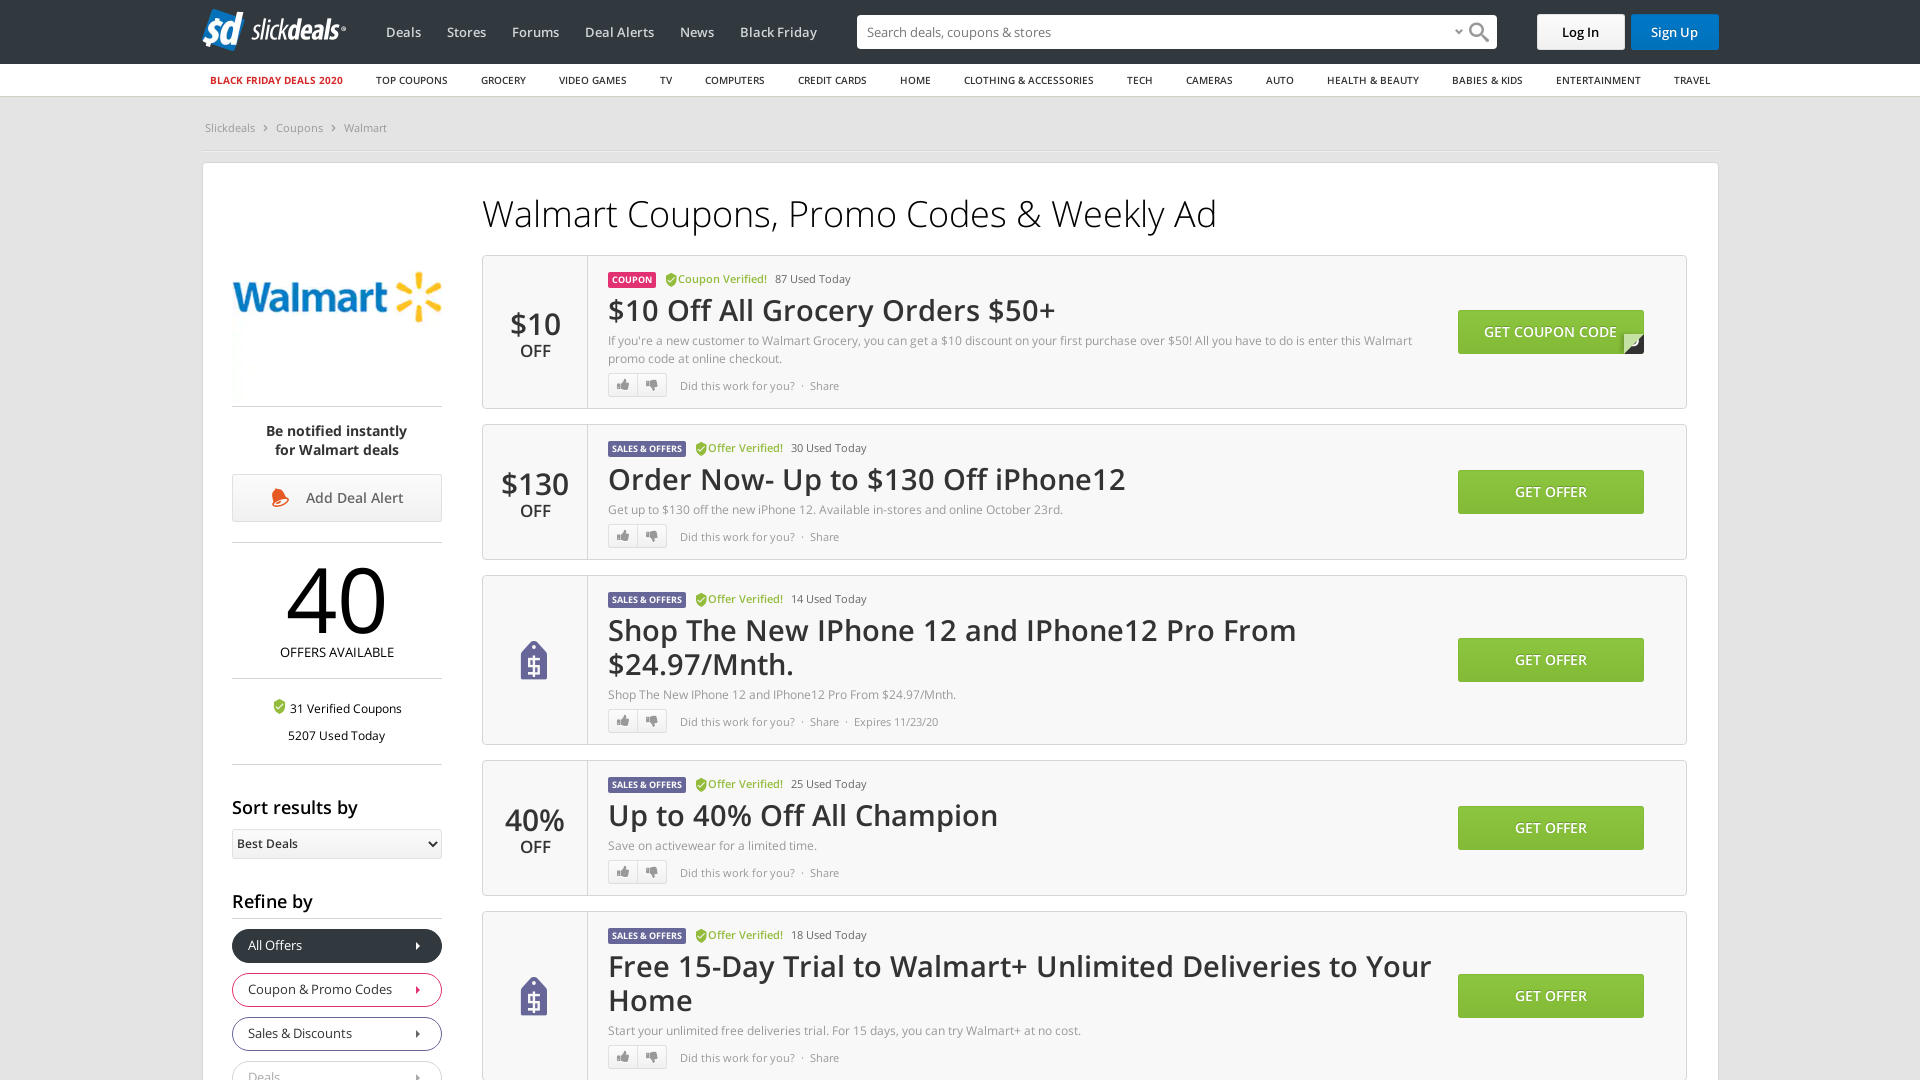 sd slickdeals
Deals
Stores
Forums
Deal Alerts
News
Black Friday
Search deals, coupons & stores
Log In
Sign Up
BLACK FRIDAY DEALS 2020
TOP COUPONS
GROCERY
VIDEO GAMES
TV
COMPUTERS
CREDIT CARDS
HOME
CLOTHING & ACCESSORIES
TECH
CAMERAS
AUTO
HEALTH & BEAUTY
BABIES & KIDS
ENTERTAINMENT
TRAVEL
Slickdeals › Coupons › Walmart
Walmart
Be notified instantly
for Walmart deals
Add Deal Alert
40
OFFERS AVAILABLE
31 Verified Coupons
5207 Used Today
Sort results by
Best Deals
Refine by
All Offers
Coupon & Promo Codes
Sales & Discounts
Deals
Walmart Coupons, Promo Codes & Weekly Ad
$10
OFF
COUPON Coupon Verified! 87 Used Today
$10 Off All Grocery Orders $50+
If you're a new customer to Walmart Grocery, you can get a $10 discount on your first purchase over $50! All you have to do is enter this Walmart
promo code at online checkout.
Did this work for you? · Share
GET COUPON CODE
$130
OFF
SALES & OFFERS Offer Verified! 30 Used Today
Order Now- Up to $130 Off iPhone12
Get up to $130 off the new iPhone 12. Available in-stores and online October 23rd.
Did this work for you? · Share
GET OFFER
SALES & OFFERS Offer Verified! 14 Used Today
Shop The New IPhone 12 and IPhone12 Pro From
$24.97/Mnth.
Shop The New IPhone 12 and IPhone12 Pro From $24.97/Mnth.
Did this work for you? · Share · Expires 11/23/20
GET OFFER
40%
OFF
SALES & OFFERS Offer Verified! 25 Used Today
Up to 40% Off All Champion
Save on activewear for a limited time.
Did this work for you? · Share
GET OFFER
SALES & OFFERS Offer Verified! 18 Used Today
Free 15-Day Trial to Walmart+ Unlimited Deliveries to Your
Home
Start your unlimited free deliveries trial. For 15 days, you can try Walmart+ at no cost.
Did this work for you? · Share
GET OFFER